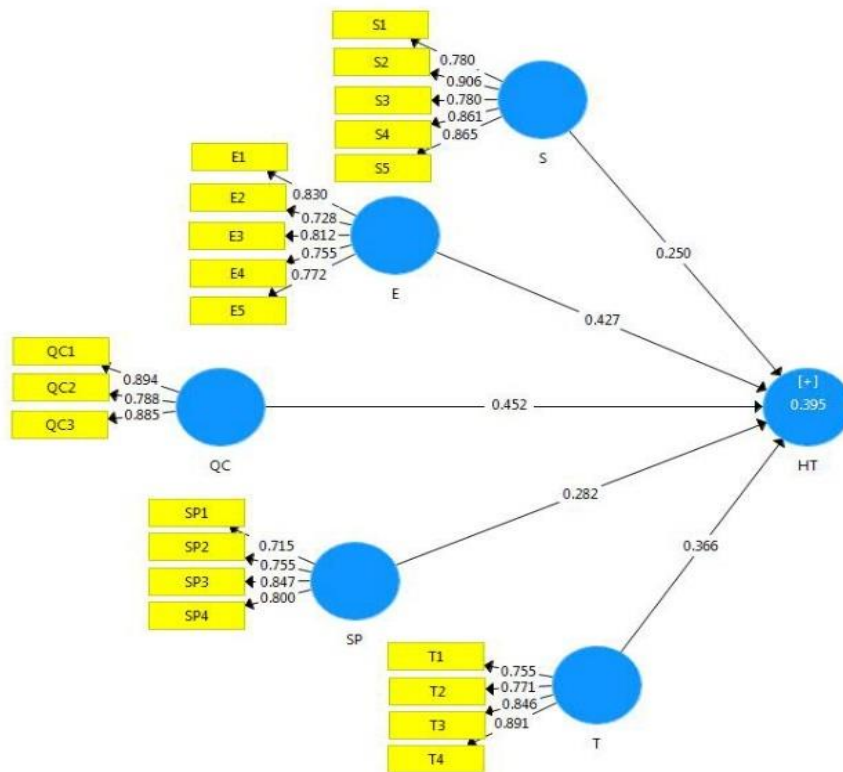 S1
S2
S3
S4
S5
0.780
0.906
0.780
0.861
0.865
S
E1
E2
E3
E4
E5
0.830
0.728
0.812
0.755
0.772
E
0.250
0.427
QC1
QC2
QC3
0.894
0.788
0.885
QC
0.452
[+]
0.395
HT
SP1
SP2
SP3
SP4
0.715
0.755
0.847
0.800
SP
0.282
0.366
T1
T2
T3
T4
0.755
0.771
0.846
0.891
T